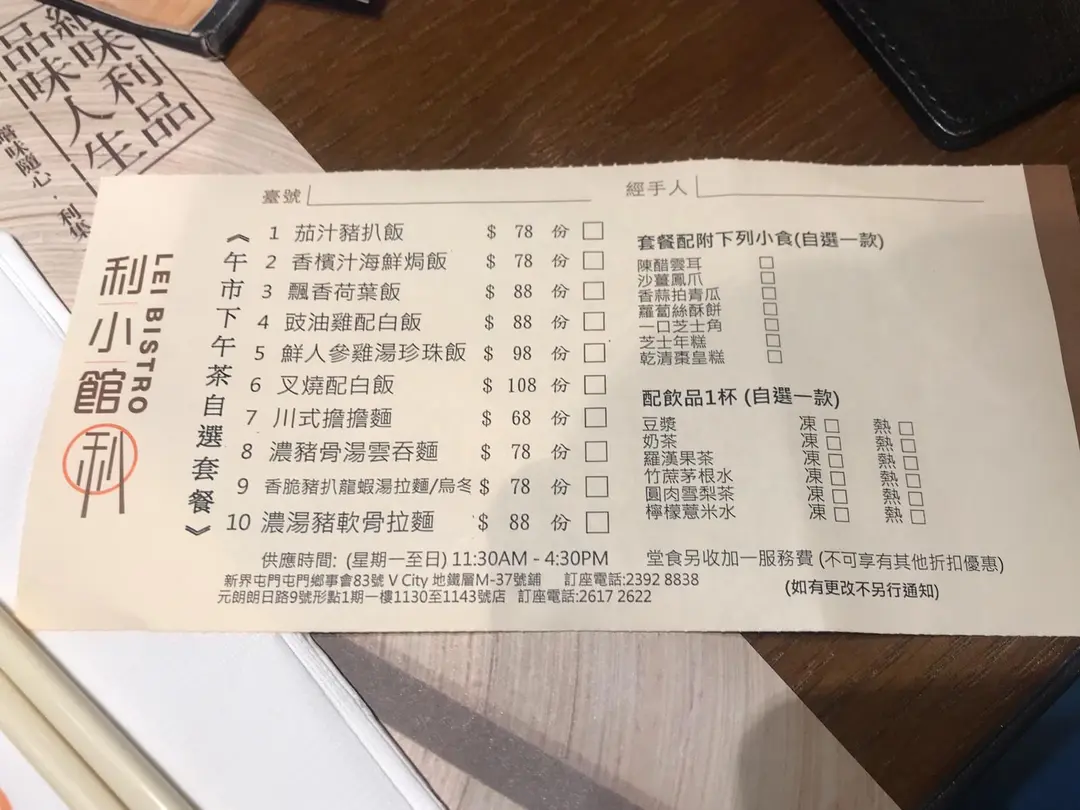 紅味利品
品味人生
嚐味隨心．利集
臺號
經手人
利小館
LEI BISTRO
利
《午市下午茶自選套餐》
1 茄汁豬扒飯 $ 78 份 □
2 香檳汁海鮮焗飯 $ 78 份 □
3 飄香荷葉飯 $ 88 份 □
4 豉油雞配白飯 $ 88 份 □
5 鮮人參雞湯珍珠飯 $ 98 份 □
6 叉燒配白飯 $ 108 份 □
7 川式擔擔麵 $ 68 份 □
8 濃豬骨湯雲吞麵 $ 78 份 □
9 香脆豬扒龍蝦湯拉麵/烏冬 $ 78 份 □
10 濃湯豬軟骨拉麵 $ 88 份 □
套餐配附下列小食(自選一款)
陳醋雲耳 □
沙薑鳳爪 □
香蒜拍青瓜 □
蘿蔔絲酥餅 □
一口芝士角 □
芝士年糕 □
乾清棗皇糕 □
配飲品1杯 (自選一款)
豆漿 凍 □ 熱 □
奶茶 凍 □ 熱 □
羅漢果茶 凍 □ 熱 □
竹蔗茅根水 凍 □ 熱 □
圓肉雪梨茶 凍 □ 熱 □
檸檬薏米水 凍 □ 熱 □
供應時間: (星期一至日) 11:30AM - 4:30PM
新界屯門屯門鄉事會83號 V City 地鐵層M-37號舖 訂座電話:2392 8838
元朗朗日路9號形點1期一樓1130至1143號店 訂座電話:2617 2622
堂食另收加一服務費 (不可享有其他折扣優惠)
(如有更改不另行通知)